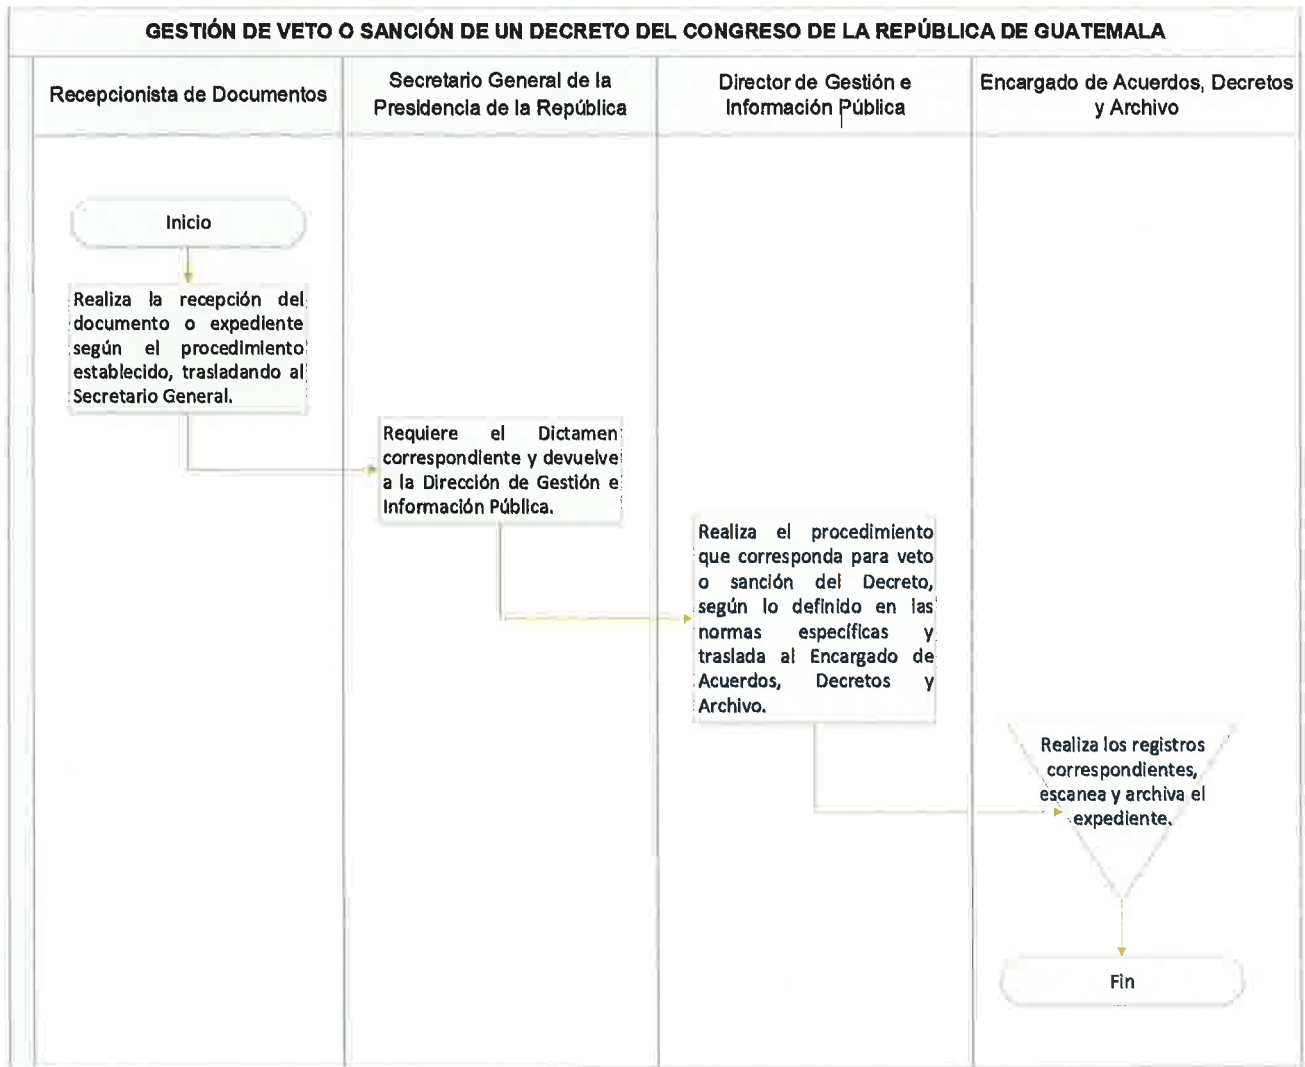 GESTIÓN DE VETO O SANCIÓN DE UN DECRETO DEL CONGRESO DE LA REPÚBLICA DE GUATEMALA
Recepcionista de Documentos
Secretario General de la
Presidencia de la República
Director de Gestión e
Información Pública
Encargado de Acuerdos, Decretos
y Archivo
Inicio
Realiza la recepción del
documento o expediente
según el procedimiento
establecido, trasladando al
Secretario General.
Requiere el Dictamen
correspondiente y devuelve
a la Dirección de Gestión e
Información Pública.
Realiza el procedimiento
que corresponda para veto
o sanción del Decreto,
según lo definido en las
normas específicas y
traslada al Encargado de
Acuerdos, Decretos y
Archivo.
Realiza los registros
correspondientes,
escanea y archiva el
expediente.
Fin